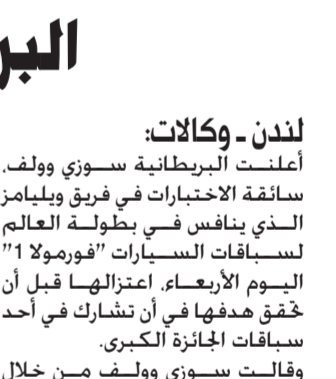 البر
لندن ـ وكالات:
أعلنت البريطانية سوزي وولف،
سائقة الاختبارات في فريق ويليامز
الذي ينافس في بطولة العالم
لسباقات السيارات "فورمولا 1"
اليوم الأربعاء، اعتزالها قبل أن
تحقق هدفها في أن تشارك في أحد
سباقات الجائزة الكبرى.
وقالت سوزي وولف من خلال